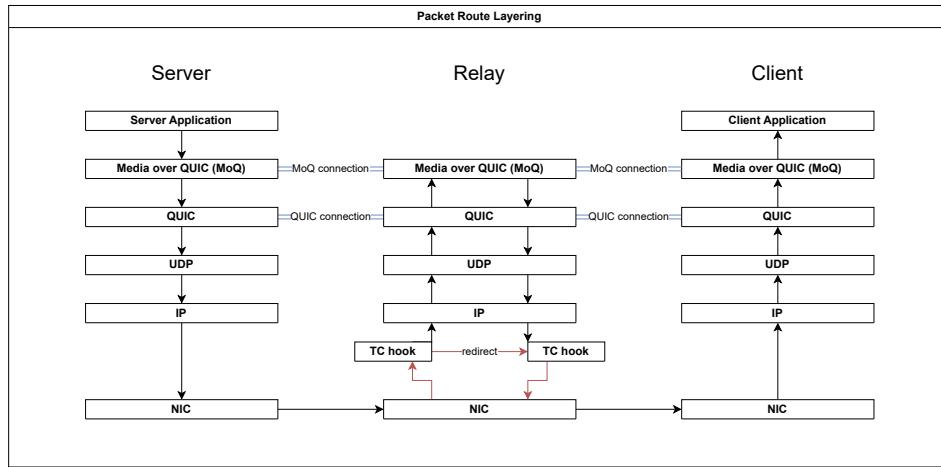 Packet Route Layering
Server Relay Client
Server Application Client Application
Media over QUIC (MoQ) MoQ connection Media over QUIC (MoQ) MoQ connection Media over QUIC (MoQ)
QUIC QUIC connection QUIC QUIC connection QUIC
UDP UDP UDP
IP IP IP
TC hook redirect TC hook
NIC NIC NIC